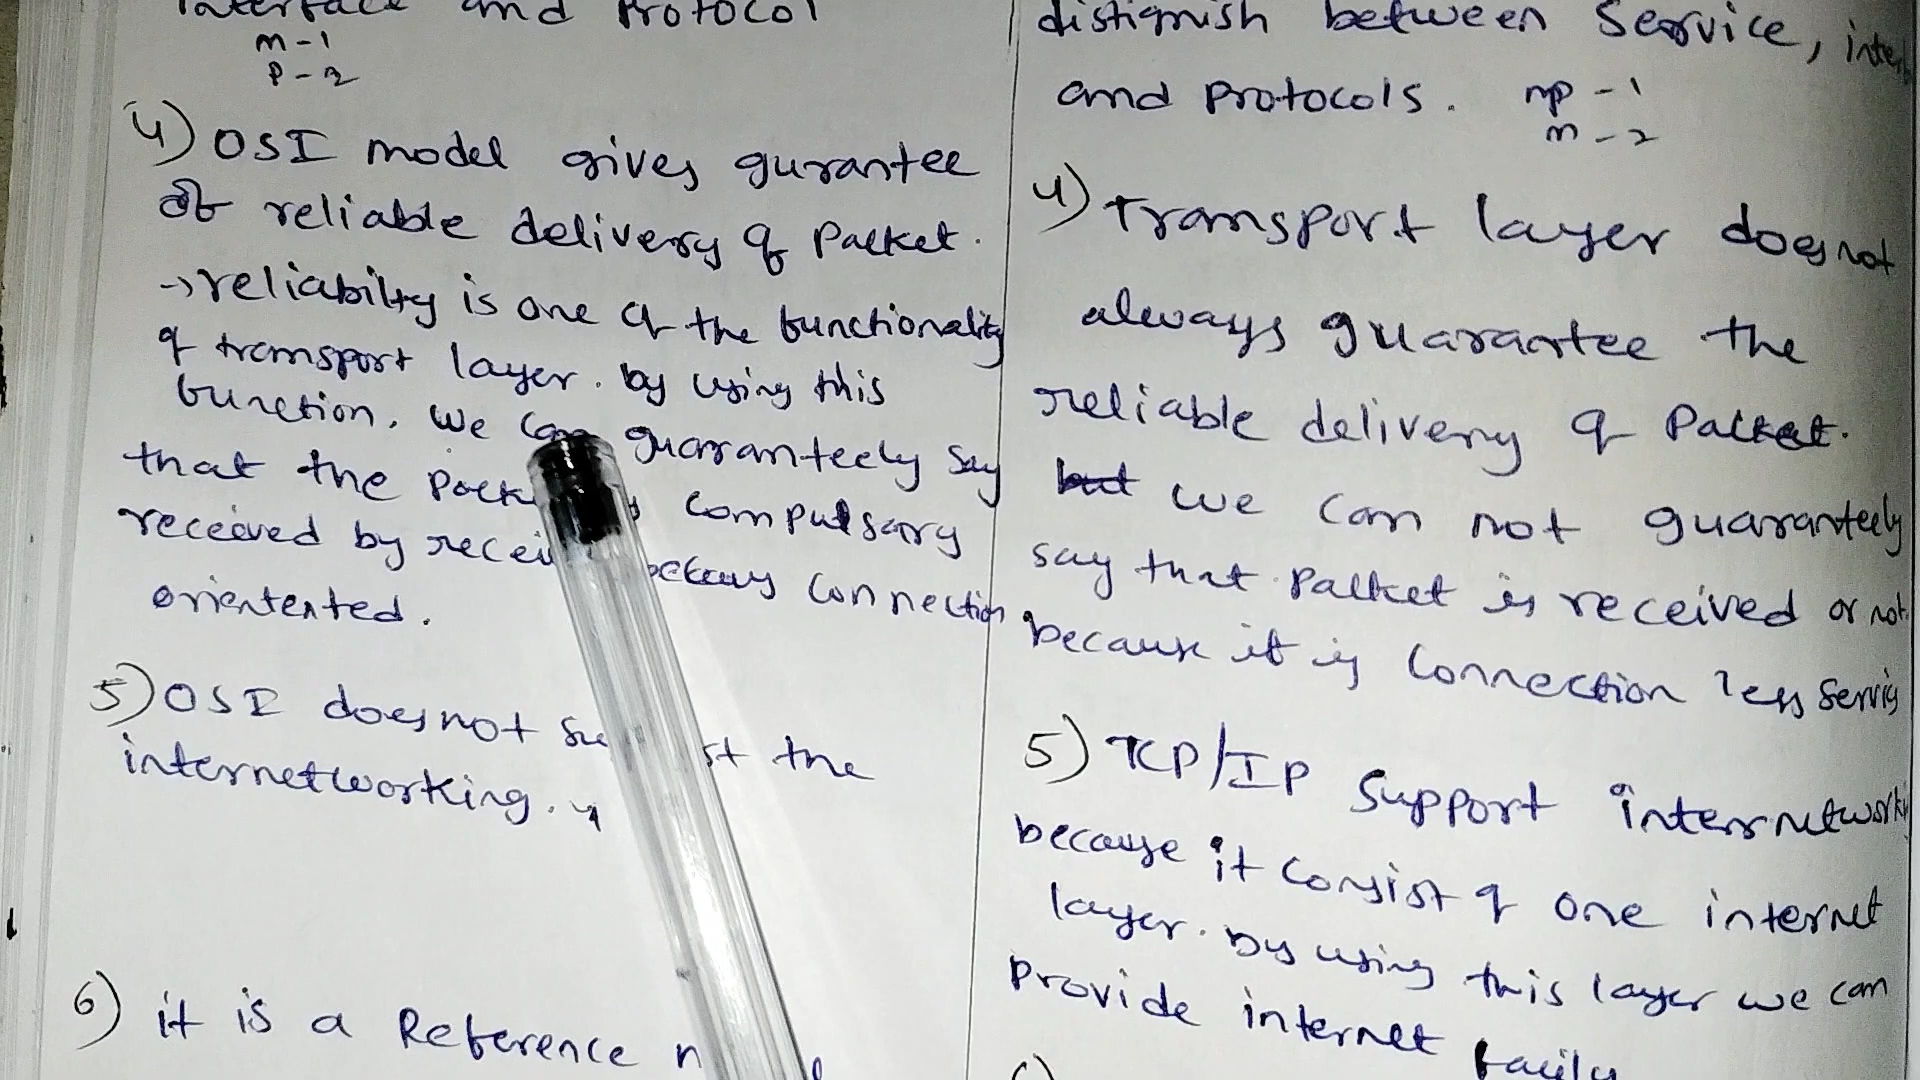 and Protocol
m-1
p-2
4) OSI model gives gurantee
of reliable delivery of Packet.
→reliabilty is one of the functionality
of transport layer. by using this
function. we can guaranteely say
that the compulsary
received by connection
orientented.
5) OSI does not the
internetworking.
6) it is a Reference
distignish between Service,
and Protocols. np -1
m -2
4) Transport layer does not
always guarantee the
reliable delivery of Packet.
but we can not guaranteely
say that Packet is received or not
because it is connection less
5) TCP/IP Support
because it consist of one internet
layer. by using this layer we can
Provide internet